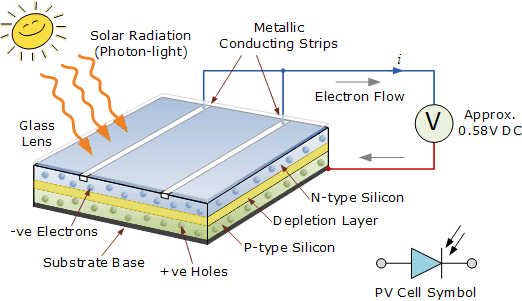 Solar Radiation
(Photon-light)
Metallic
Conducting Strips
i
Electron Flow
Glass
Lens
V
Approx.
0.58V DC
N-type Silicon
Depletion Layer
-ve Electrons
P-type Silicon
Substrate Base
+ve Holes
PV Cell Symbol